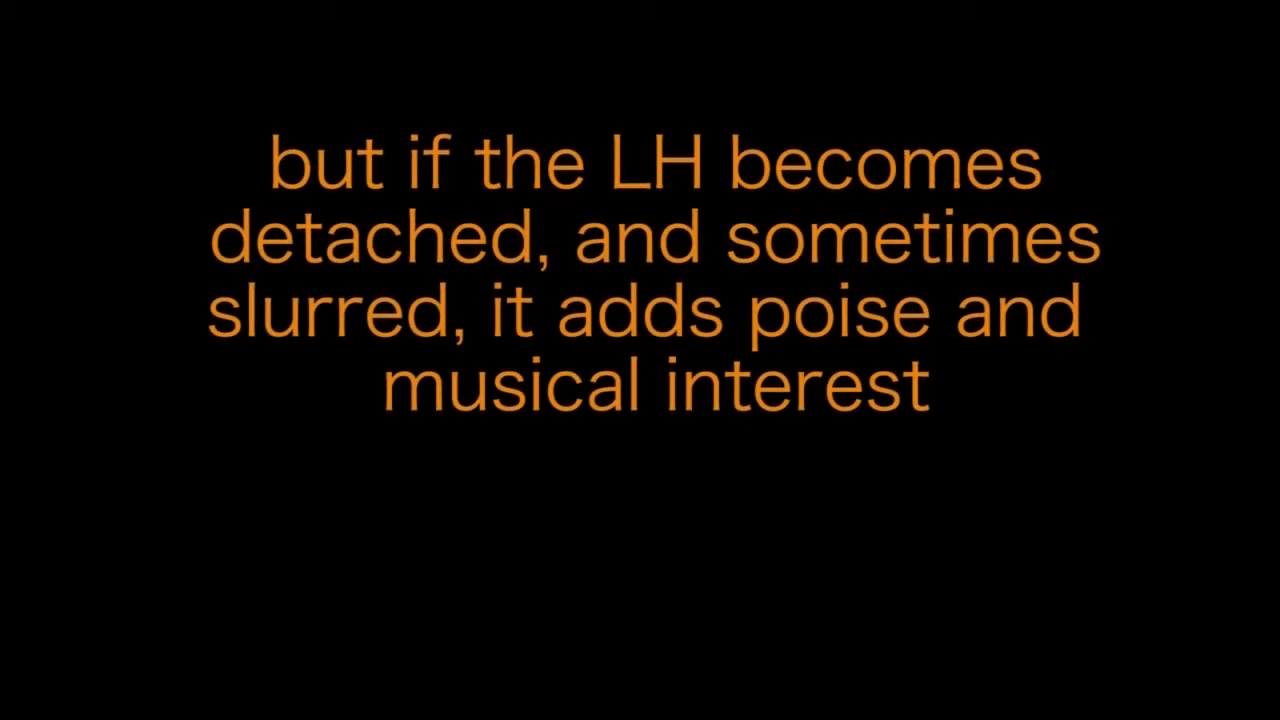 but if the LH becomes
detached, and sometimes
slurred, it adds poise and
musical interest